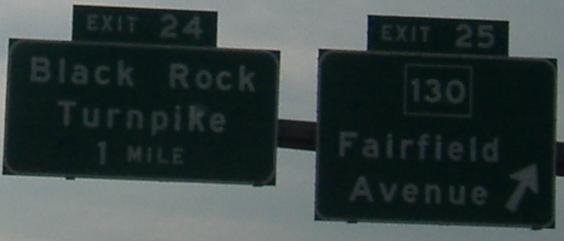 EXIT 24
Black Rock
Turnpike
1 MILE
EXIT 25
130
Fairfield
Avenue